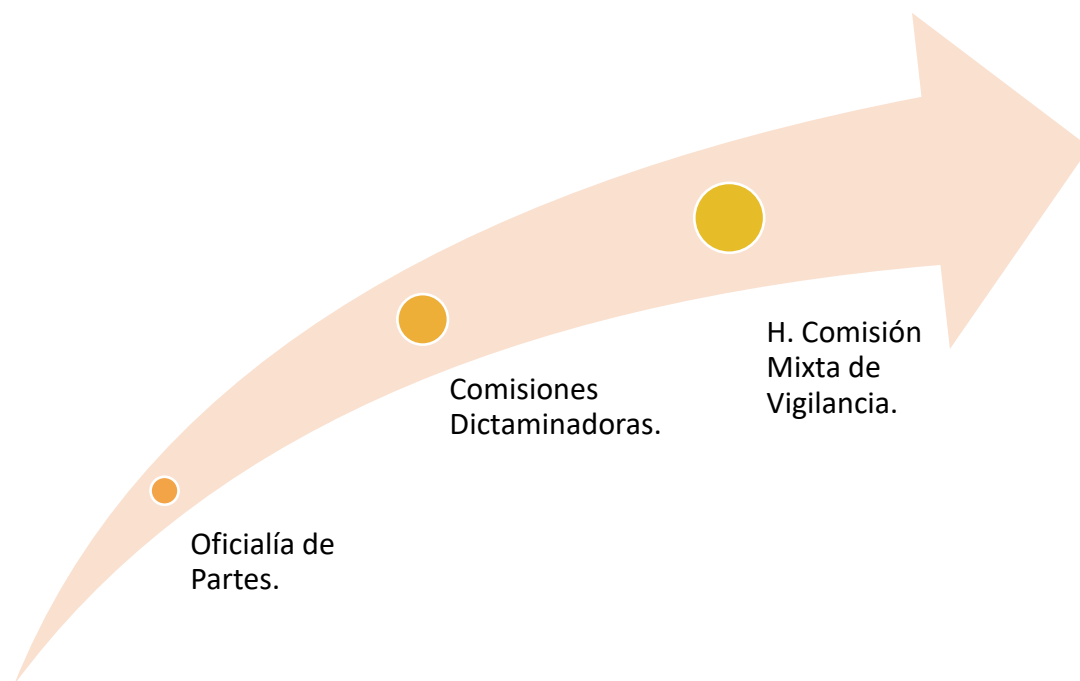 Oficialía de
Partes.
Comisiones
Dictaminadoras.
H. Comisión
Mixta de
Vigilancia.